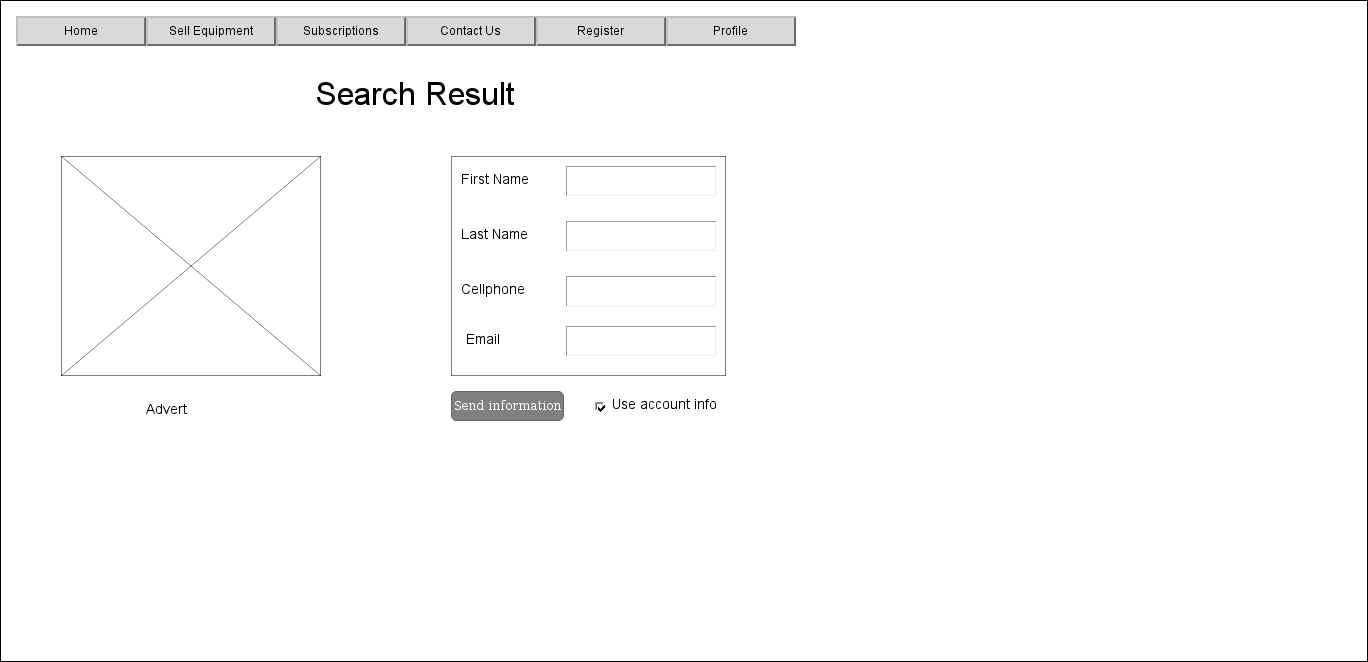 Home Sell Equipment Subscriptions Contact Us Register Profile
Search Result
First Name
Last Name
Cellphone
Email
Advert
Send information Use account info